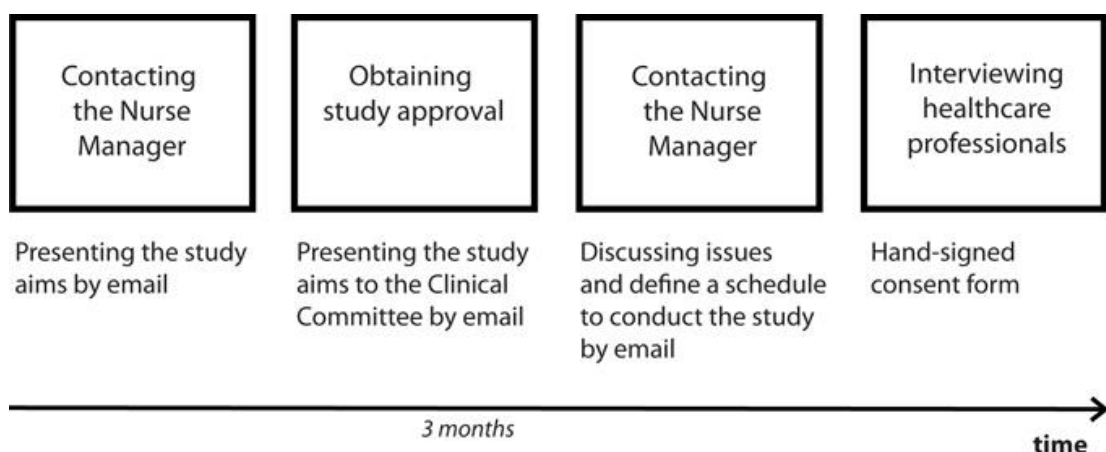 Contacting
the Nurse
Manager
Obtaining
study approval
Contacting
the Nurse
Manager
Interviewing
healthcare
professionals
Presenting the study
aims by email
Presenting the study
aims to the Clinical
Committee by email
Discussing issues
and define a schedule
to conduct the study
by email
Hand-signed
consent form
3 months
time